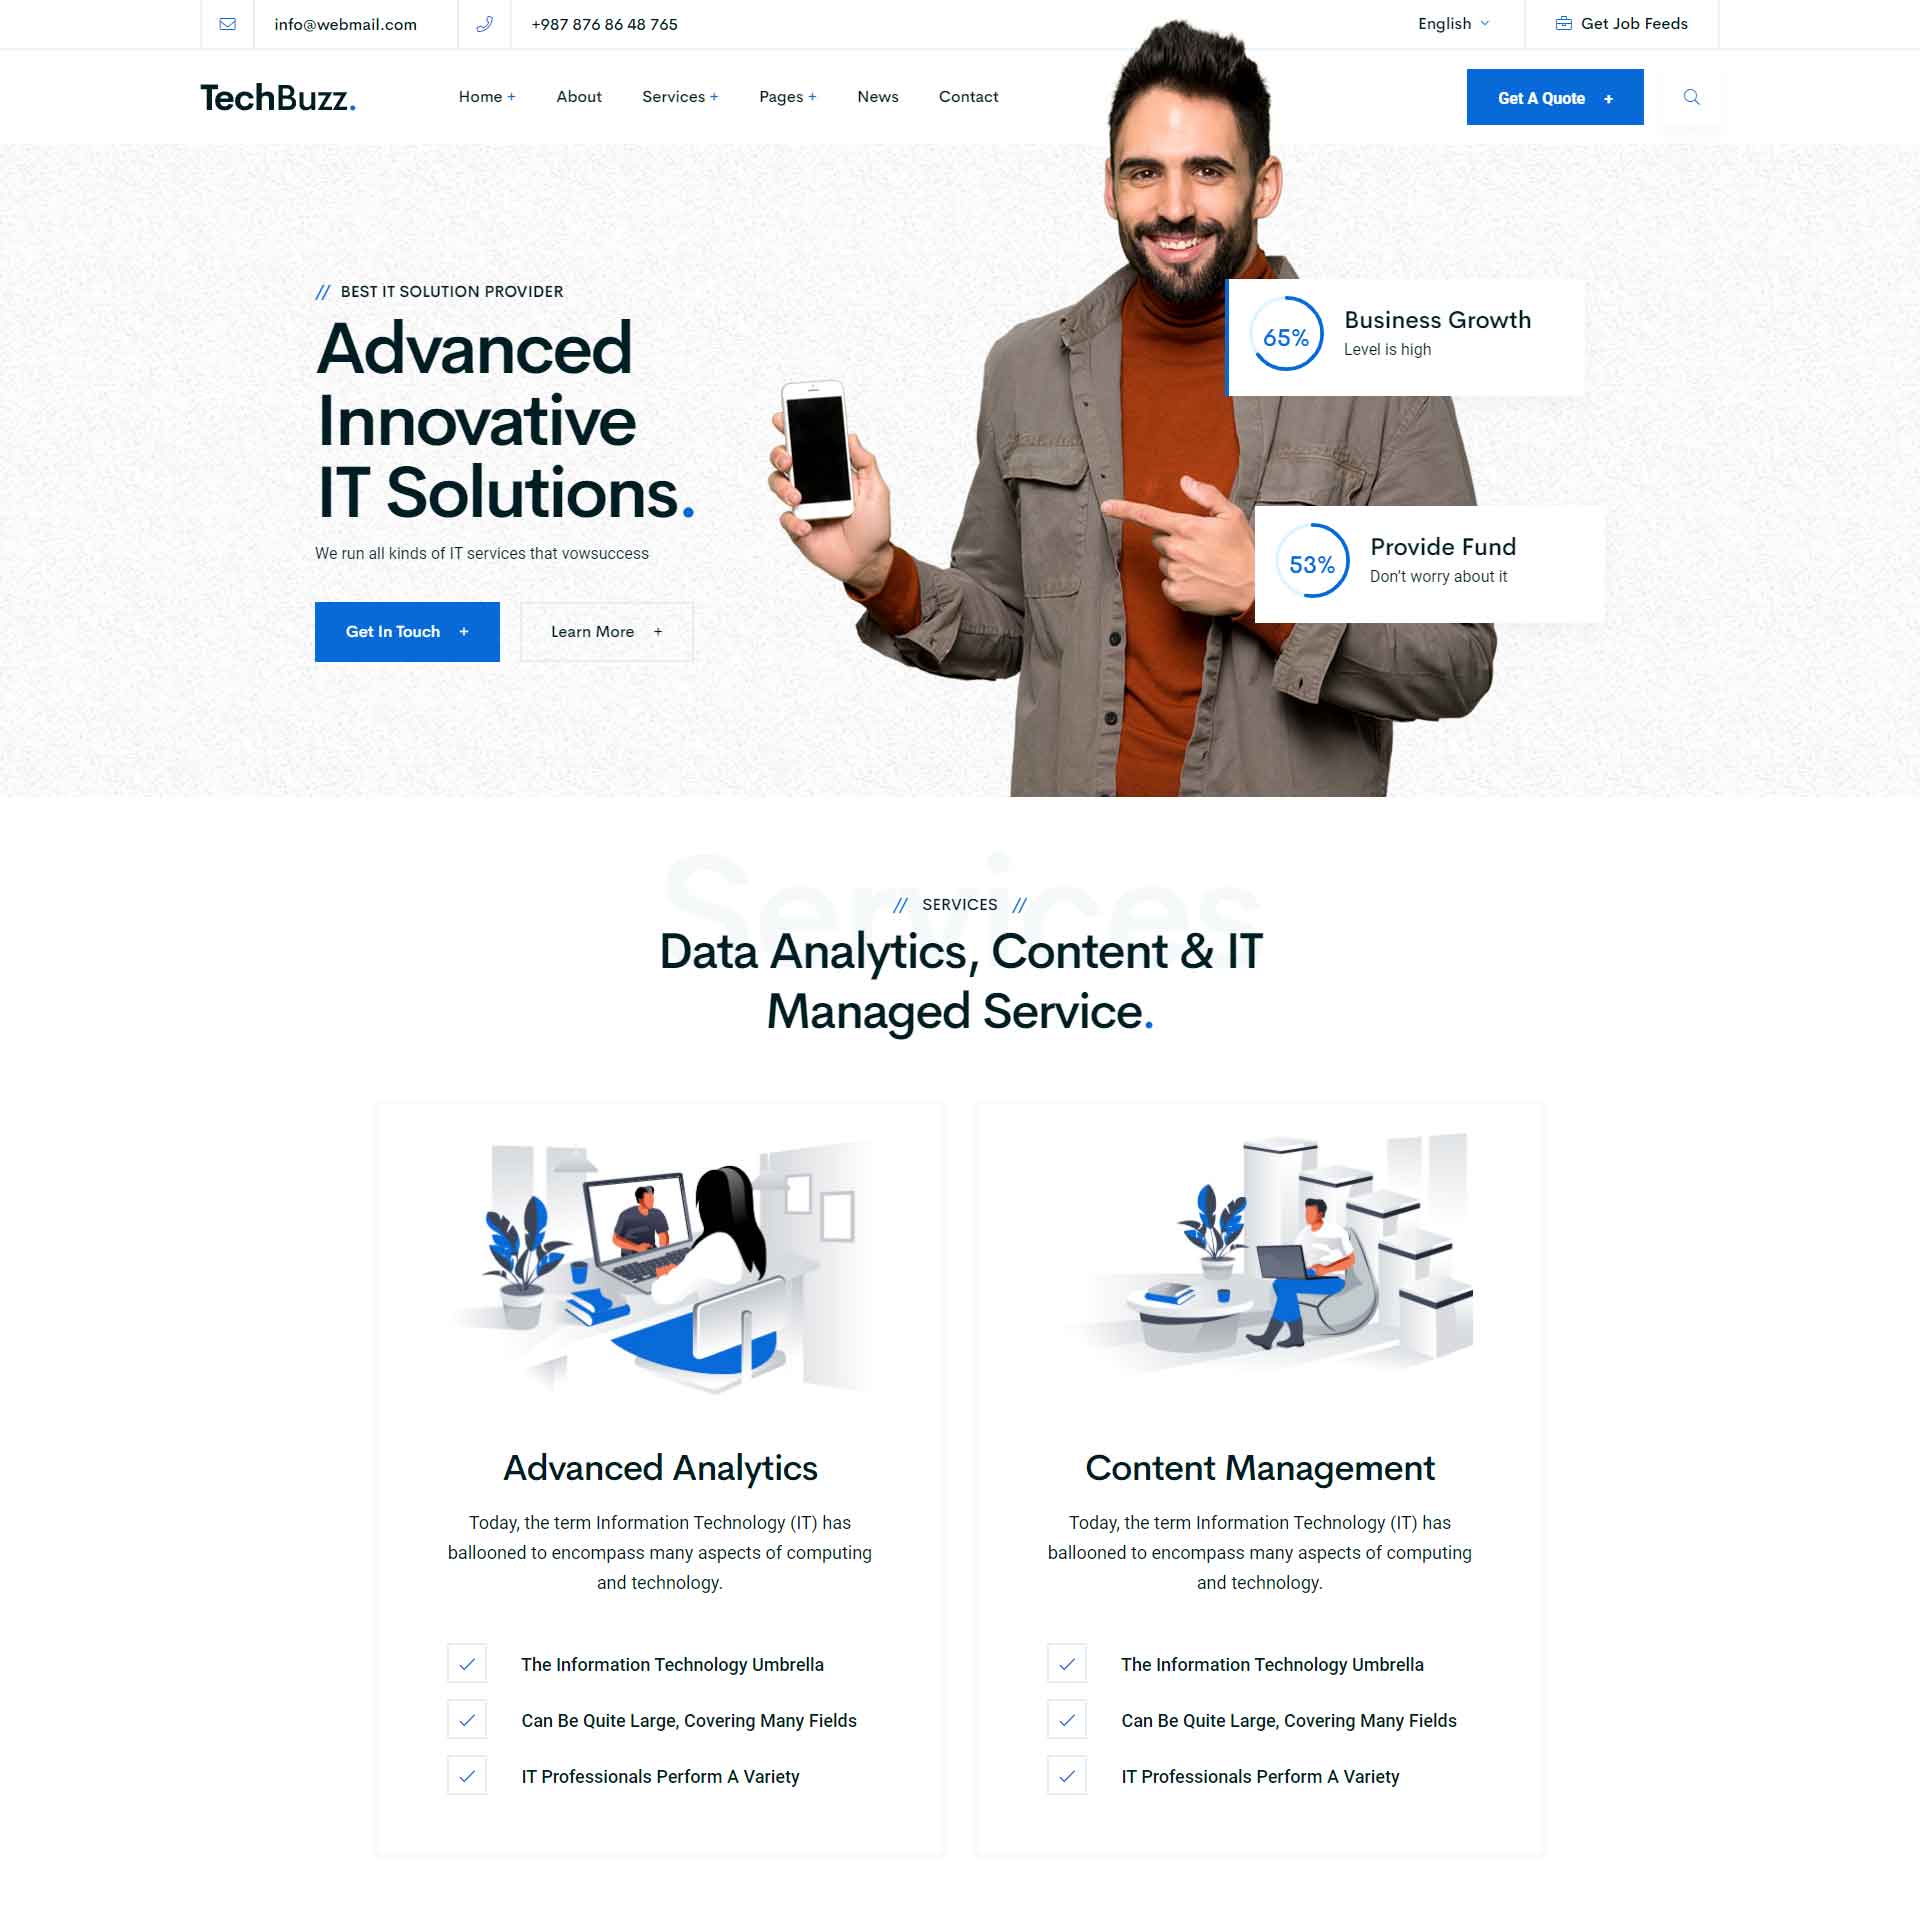 info@webmail.com
+987 876 86 48 765
English
Get Job Feeds
TechBuzz.
Home +
About
Services +
Pages +
News
Contact
Get A Quote +
// BEST IT SOLUTION PROVIDER
Advanced
Innovative
IT Solutions.
We run all kinds of IT services that vowsuccess
Get In Touch +
Learn More +
65%
Business Growth
Level is high
53%
Provide Fund
Don't worry about it
Services
// SERVICES //
Data Analytics, Content & IT
Managed Service.
Advanced Analytics
Today, the term Information Technology (IT) has
ballooned to encompass many aspects of computing
and technology.
The Information Technology Umbrella
Can Be Quite Large, Covering Many Fields
IT Professionals Perform A Variety
Content Management
Today, the term Information Technology (IT) has
ballooned to encompass many aspects of computing
and technology.
The Information Technology Umbrella
Can Be Quite Large, Covering Many Fields
IT Professionals Perform A Variety